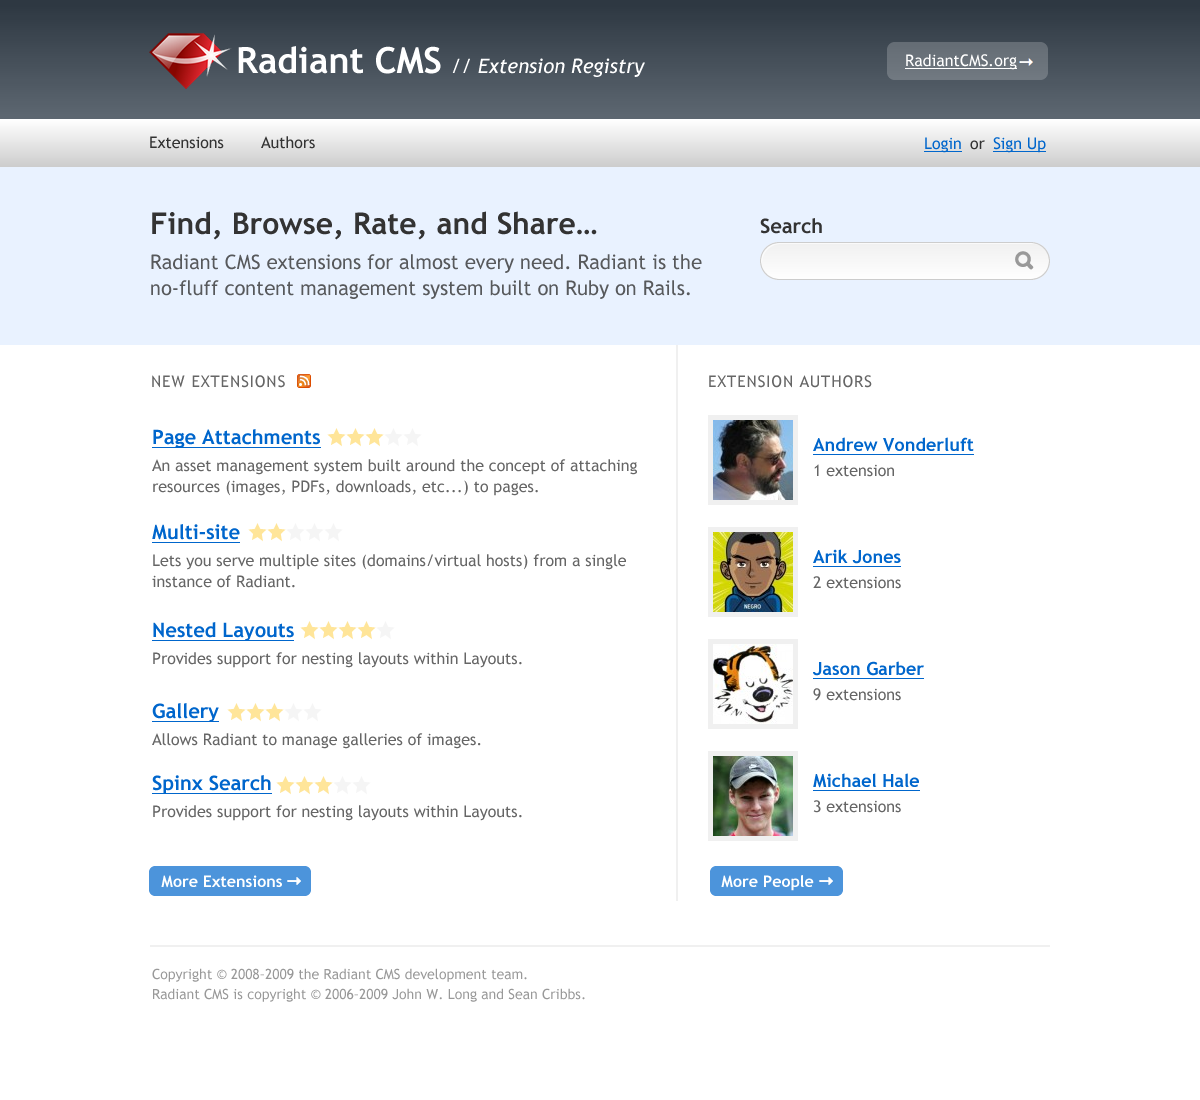 Radiant CMS // Extension Registry
RadiantCMS.org→
Extensions Authors
Login or Sign Up
Find, Browse, Rate, and Share...
Radiant CMS extensions for almost every need. Radiant is the
no-fluff content management system built on Ruby on Rails.
Search
NEW EXTENSIONS
Page Attachments
An asset management system built around the concept of attaching
resources (images, PDFs, downloads, etc...) to pages.
Multi-site
Lets you serve multiple sites (domains/virtual hosts) from a single
instance of Radiant.
Nested Layouts
Provides support for nesting layouts within Layouts.
Gallery
Allows Radiant to manage galleries of images.
Spinx Search
Provides support for nesting layouts within Layouts.
More Extensions →
EXTENSION AUTHORS
Andrew Vonderluft
1 extension
NEGRO
Arik Jones
2 extensions
Jason Garber
9 extensions
Michael Hale
3 extensions
More People →
Copyright © 2008-2009 the Radiant CMS development team.
Radiant CMS is copyright © 2006-2009 John W. Long and Sean Cribbs.